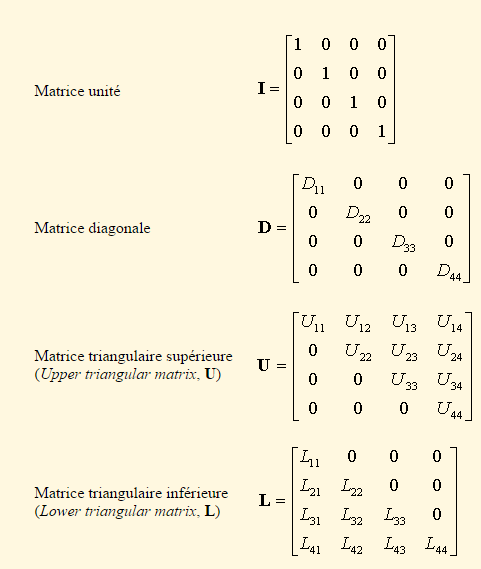 Matrice unité
I =
1 0 0 0
0 1 0 0
0 0 1 0
0 0 0 1
Matrice diagonale
D =
D11 0 0 0
0 D22 0 0
0 0 D33 0
0 0 0 D44
Matrice triangulaire supérieure
(Upper triangular matrix, U)
U =
U11 U12 U13 U14
0 U22 U23 U24
0 0 U33 U34
0 0 0 U44
Matrice triangulaire inférieure
(Lower triangular matrix, L)
L =
L11 0 0 0
L21 L22 0 0
L31 L32 L33 0
L41 L42 L43 L44